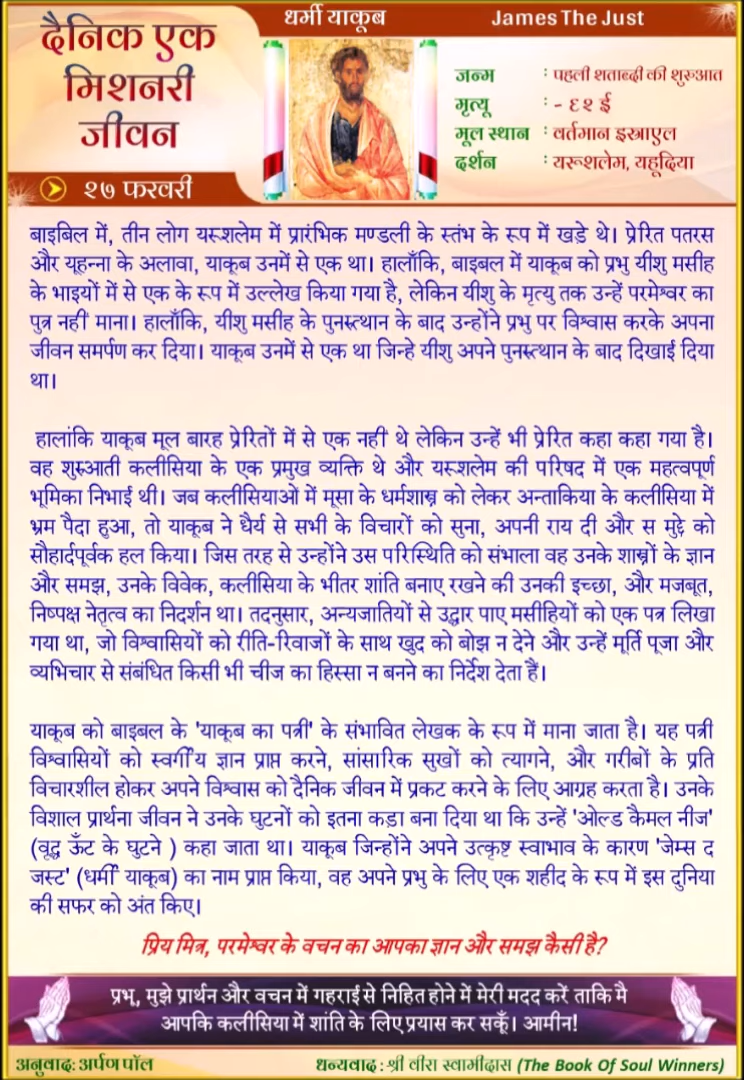 दैनिक एक
मिशनरी
जीवन
२७ फरवरी
धर्मी याकूब
James The Just
जन्म : पहली शताब्दी की शुरुआत
मृत्यू : - ६२ ई
मूल स्थान : वर्तमान इस्राएल
दर्शन : यरूशलेम, यहूदिया
बाइबिल में, तीन लोग यरूशलेम में प्रारंभिक मण्डली के स्तंभ के रूप में खड़े थे। प्रेरित पतरस
और यूहन्ना के अलावा, याकूब उनमें से एक था। हालाँकि, बाइबल में याकूब को प्रभु यीशु मसीह
के भाइयों में से एक के रूप में उल्लेख किया गया है, लेकिन यीशु के मृत्यु तक उन्हें परमेश्वर का
पुत्र नहीं माना। हालाँकि, यीशु मसीह के पुनरुत्थान के बाद उन्होंने प्रभु पर विश्वास करके अपना
जीवन समर्पण कर दिया। याकूब उनमें से एक था जिन्हे यीशु अपने पुनरुत्थान के बाद दिखाई दिया
था।
हालांकि याकूब मूल बारह प्रेरितों में से एक नहीं थे लेकिन उन्हें भी प्रेरित कहा कहा गया है।
वह शुरुआती कलीसिया के एक प्रमुख व्यक्ति थे और यरूशलेम की परिषद में एक महत्वपूर्ण
भूमिका निभाई थी। जब कलीसियाओं में मूसा के धर्मशास्त्र को लेकर अन्ताकिया के कलीसिया में
भ्रम पैदा हुआ, तो याकूब ने धैर्य से सभी के विचारों को सुना, अपनी राय दी और स मुद्दे को
सौहार्दपूर्वक हल किया। जिस तरह से उन्होंने उस परिस्थिति को संभाला वह उनके शास्त्रों के ज्ञान
और समझ, उनके विवेक, कलीसिया के भीतर शांति बनाए रखने की उनकी इच्छा, और मजबूत,
निष्पक्ष नेतृत्व का निदर्शन था। तदनुसार, अन्यजातियों से उद्धार पाए मसीहियों को एक पत्र लिखा
गया था, जो विश्वासियों को रीति-रिवाजों के साथ खुद को बोझ न देने और उन्हें मूर्ति पूजा और
व्यभिचार से संबंधित किसी भी चीज का हिस्सा न बनने का निर्देश देता हैं।
याकूब को बाइबल के 'याकूब का पत्री' के संभावित लेखक के रूप में माना जाता है। यह पत्री
विश्वासियों को स्वर्गीय ज्ञान प्राप्त करने, सांसारिक सुखों को त्यागने, और गरीबों के प्रति
विचारशील होकर अपने विश्वास को दैनिक जीवन में प्रकट करने के लिए आग्रह करता है। उनके
विशाल प्रार्थना जीवन ने उनके घुटनों को इतना कड़ा बना दिया था कि उन्हें 'ओल्ड कैमल नीज'
(वृद्ध ऊँट के घुटने ) कहा जाता था। याकूब जिन्होंने अपने उत्कृष्ट स्वाभाव के कारण 'जेम्स द
जस्ट' (धर्मी याकूब) का नाम प्राप्त किया, वह अपने प्रभु के लिए एक शहीद के रूप में इस दुनिया
की सफर को अंत किए।
प्रिय मित्र, परमेश्वर के वचन का आपका ज्ञान और समझ कैसी है?
प्रभू, मुझे प्रार्थन और वचन में गहराई से निहित होने में मेरी मदद करें ताकि मै
आपकि कलीसिया में शांति के लिए प्रयास कर सकूँ। आमीन!
अनुवाद: अर्पण पॉल
धन्यवाद : श्री वीरा स्वामीदास (The Book Of Soul Winners)